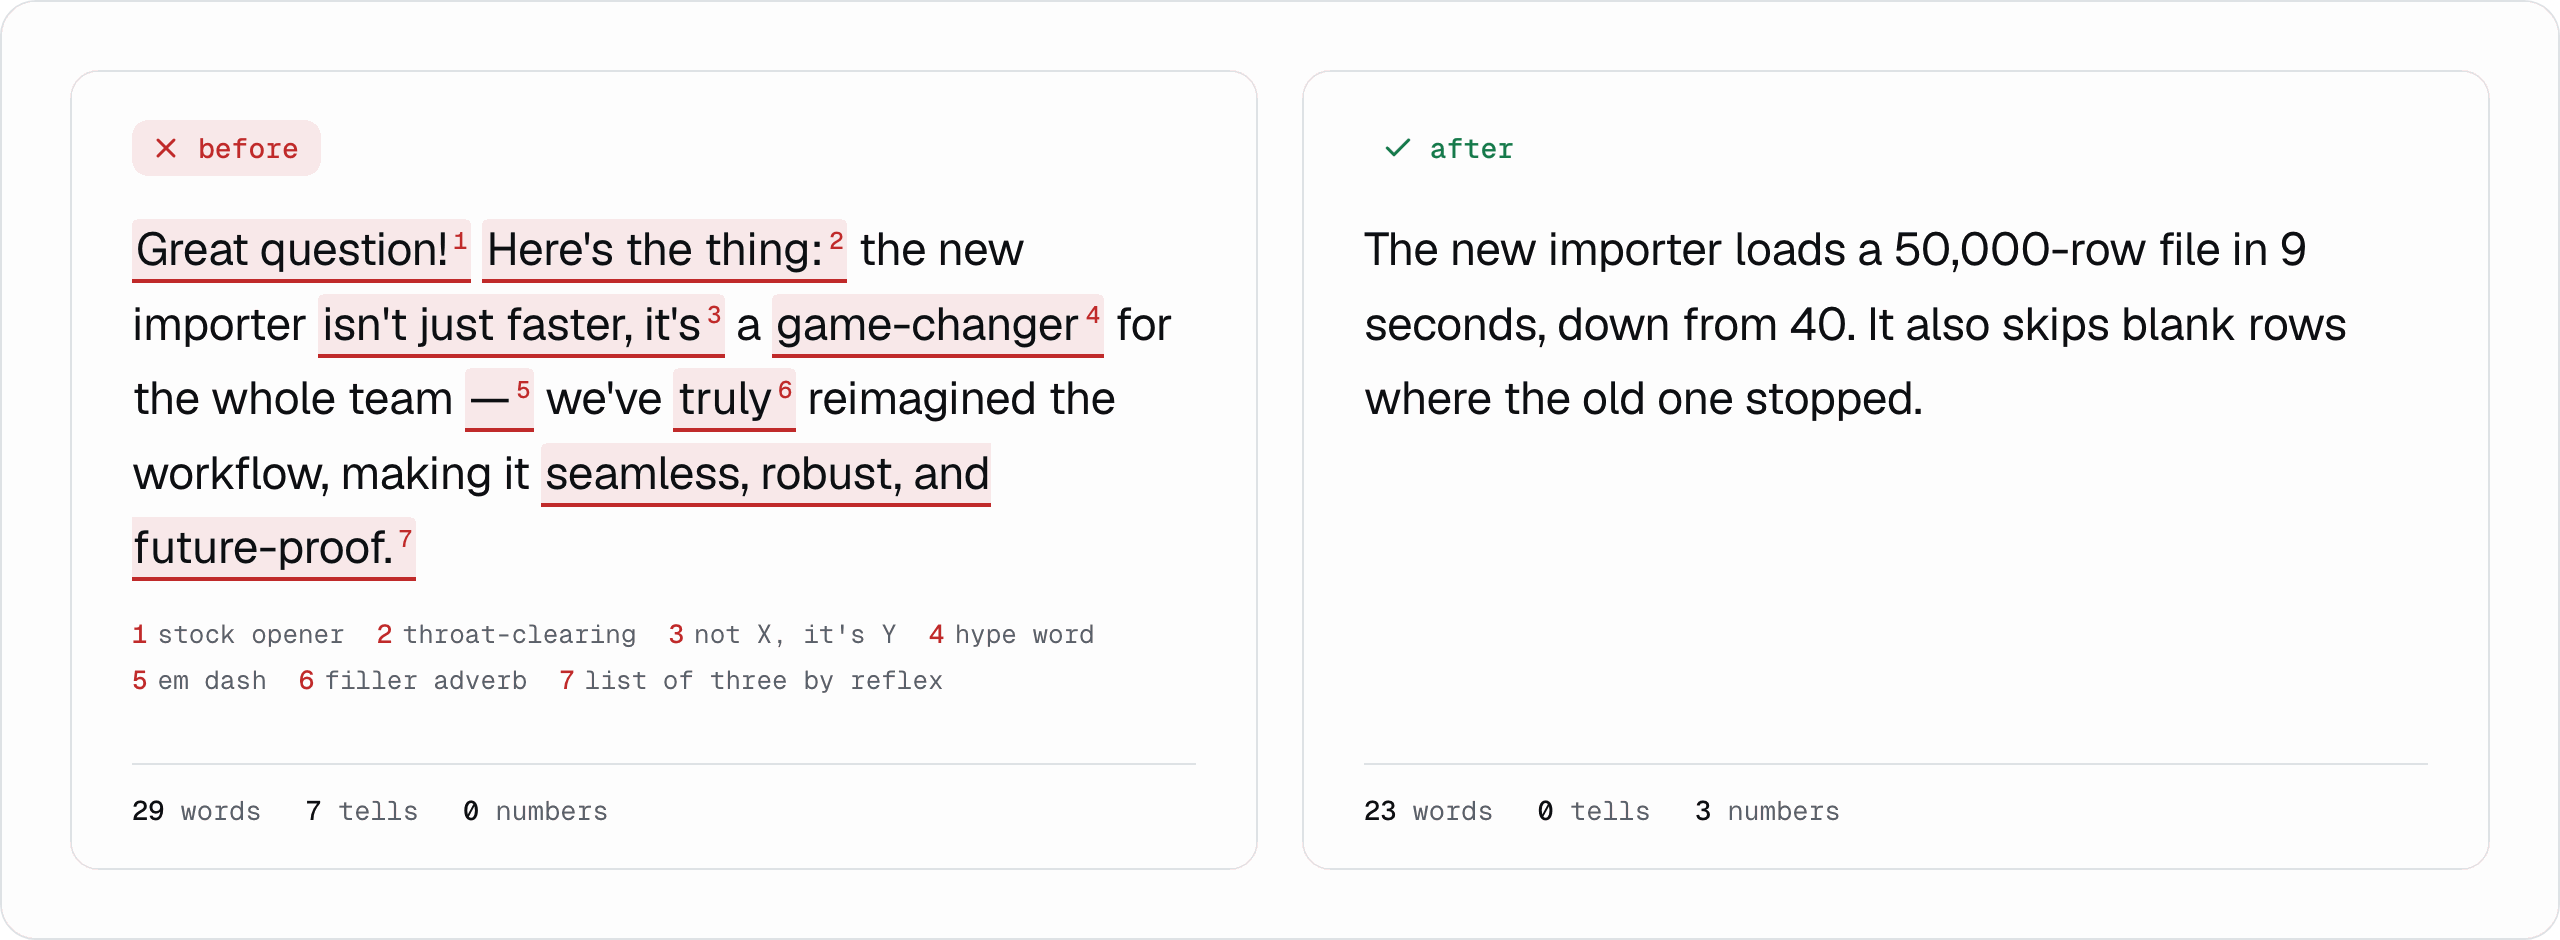 before
Great question!1 Here's the thing:2 the new
importer isn't just faster, it's3 a game-changer4 for
the whole team —5 we've truly6 reimagined the
workflow, making it seamless, robust, and
future-proof.7
1 stock opener 2 throat-clearing 3 not X, it's Y 4 hype word
5 em dash 6 filler adverb 7 list of three by reflex
29 words 7 tells 0 numbers
after
The new importer loads a 50,000-row file in 9
seconds, down from 40. It also skips blank rows
where the old one stopped.
23 words 0 tells 3 numbers